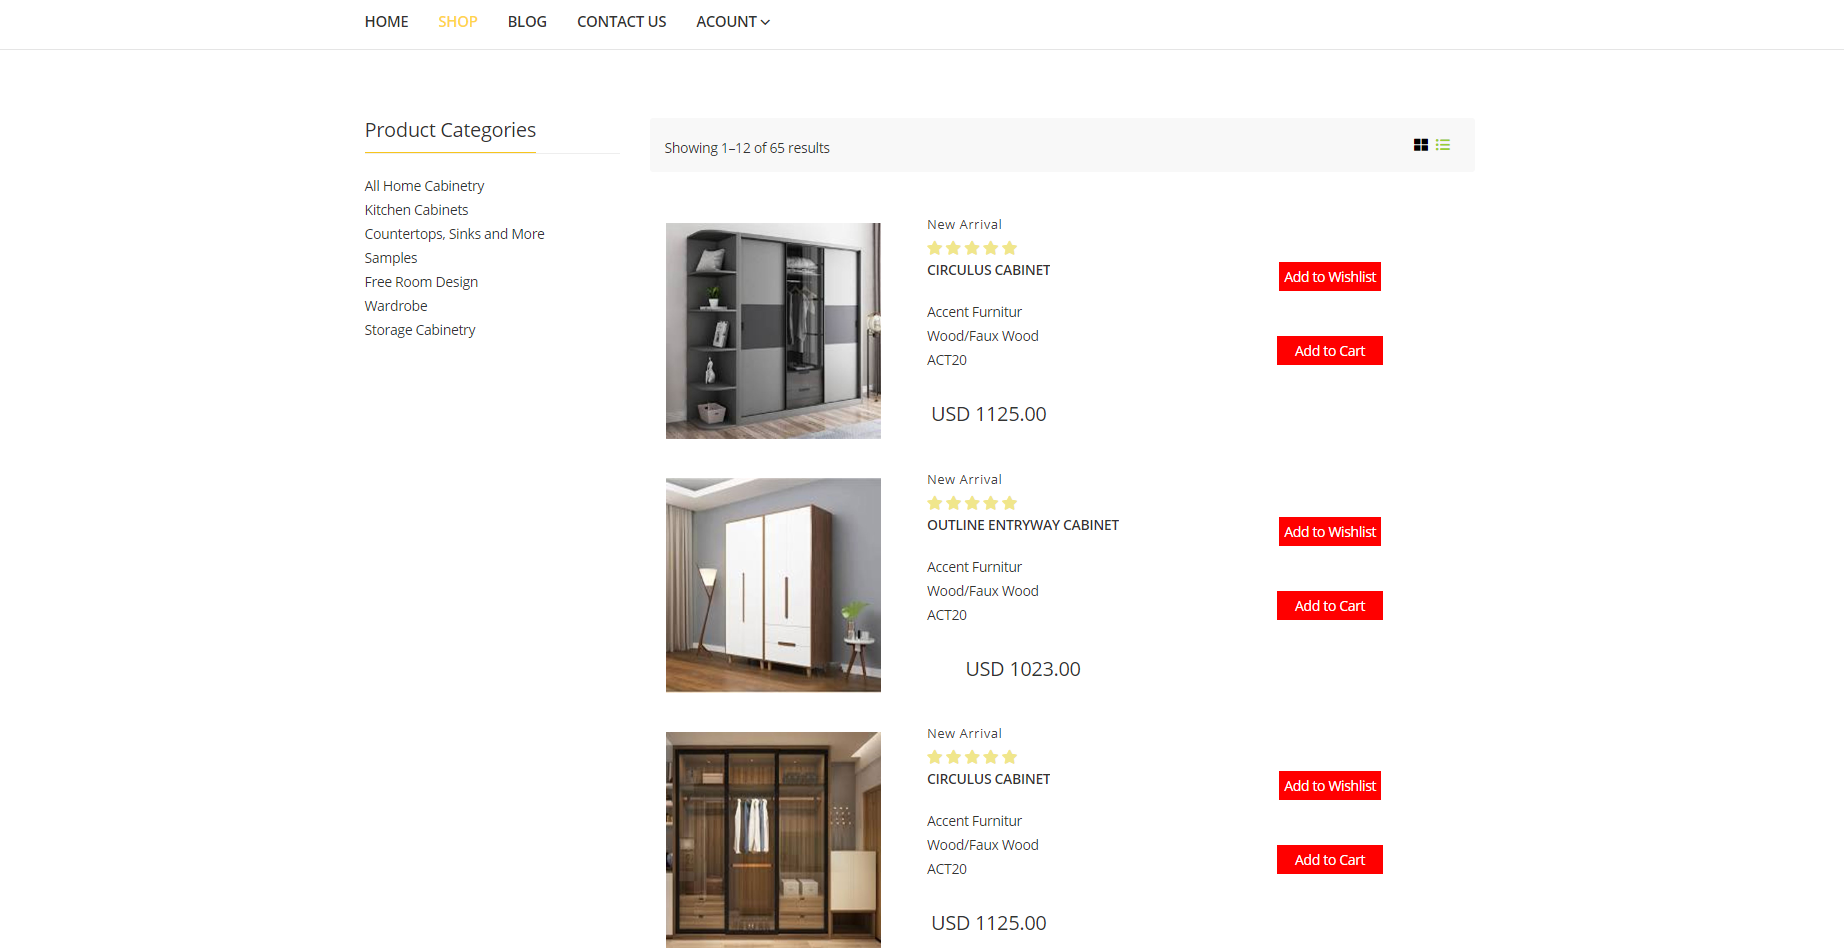 HOME SHOP BLOG CONTACT US ACOUNT
Product Categories
All Home Cabinetry
Kitchen Cabinets
Countertops, Sinks and More
Samples
Free Room Design
Wardrobe
Storage Cabinetry
Showing 1–12 of 65 results
New Arrival
CIRCULUS CABINET
Accent Furnitur
Wood/Faux Wood
ACT20
USD 1125.00
Add to Wishlist
Add to Cart
New Arrival
OUTLINE ENTRYWAY CABINET
Accent Furnitur
Wood/Faux Wood
ACT20
USD 1023.00
Add to Wishlist
Add to Cart
New Arrival
CIRCULUS CABINET
Accent Furnitur
Wood/Faux Wood
ACT20
USD 1125.00
Add to Wishlist
Add to Cart